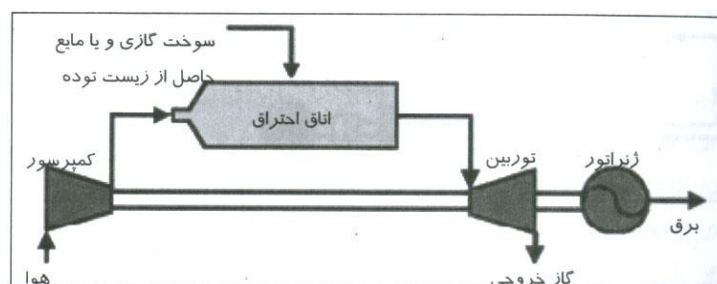 سوخت گازی و یا مایع
حاصل از زیست توده
اتاق احتراق
کمپرسور
توربین
ژنراتور
برق
هوا
گاز خروجی